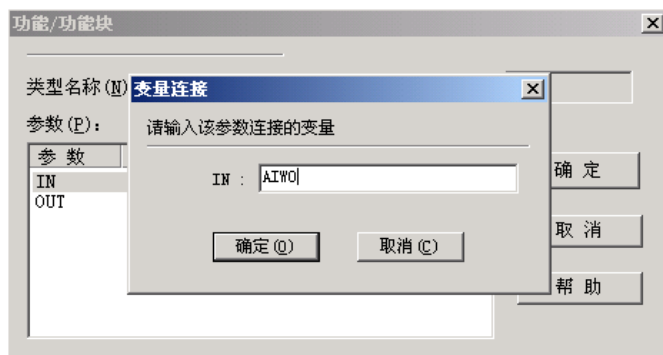 功能/功能块
类型名称(N)
变量连接
参数(P):
请输入该参数连接的变量
参 数
IN
OUT
IN :
AIW0
确定(O)
取消(C)
确 定
取 消
帮 助